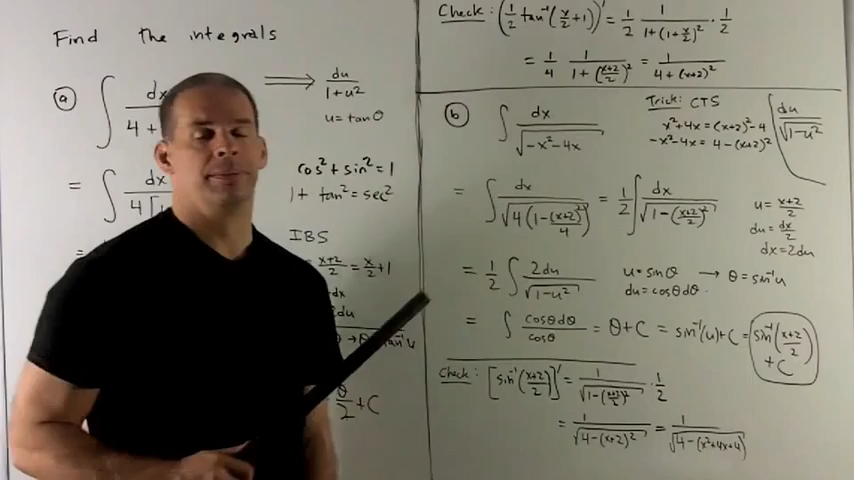 Find the integrals
ⓐ ∫ dx / 4 +
⟹ du / 1+u²
u = tanθ
= ∫ dx / 4[
cos² + sin² = 1
1 + tan² = sec²
IBS
= x+2 / 2 = x/2 + 1
dx
2du
θ/2 + C
Check: (1/2 tan⁻¹(x/2 + 1))' = 1/2 1 / 1+(1+x/2)² · 1/2
= 1/4 1 / 1+(x+2 / 2)² = 1 / 4+(x+2)²
ⓑ ∫ dx / √-x²-4x
Trick: CTS
x²+4x = (x+2)²-4
-x²-4x = 4-(x+2)²
∫ du / √1-u²
= ∫ dx / √4(1-(x+2)²/4) = 1/2 ∫ dx / √1-(x+2 / 2)²
u = x+2 / 2
du = dx / 2
dx = 2du
= 1/2 ∫ 2du / √1-u²
u = sinθ → θ = sin⁻¹u
du = cosθdθ
= ∫ cosθdθ / cosθ = θ+C = sin⁻¹(u)+C = sin⁻¹(x+2 / 2) + C
Check: [sin⁻¹(x+2 / 2)]' = 1 / √1-(x+2 / 2)² · 1/2
= 1 / √4-(x+2)² = 1 / √4-(x²+4x+4)